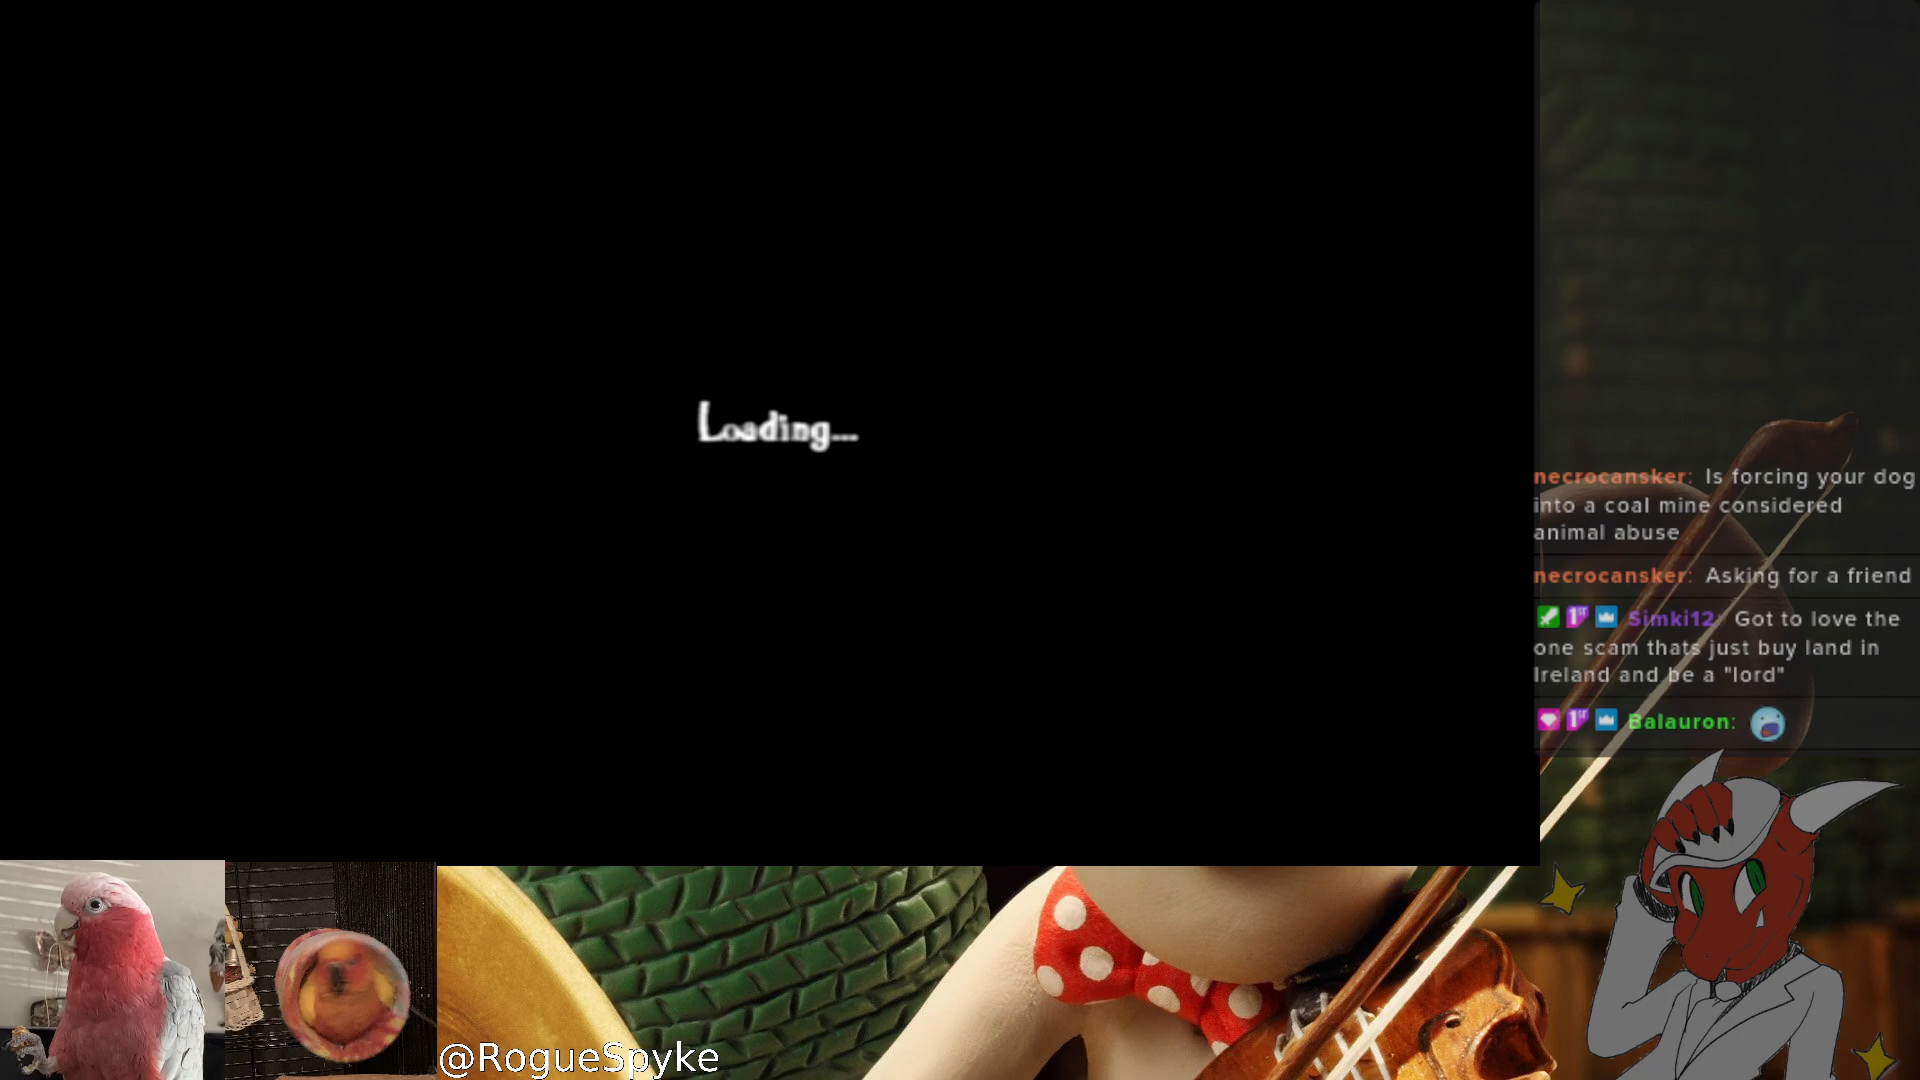 Loading...
necrocansker: Is forcing your dog
into a coal mine considered
animal abuse
necrocansker: Asking for a friend
Simki12: Got to love the
one scam thats just buy land in
Ireland and be a "lord"
Balauron:
@RogueSpyke